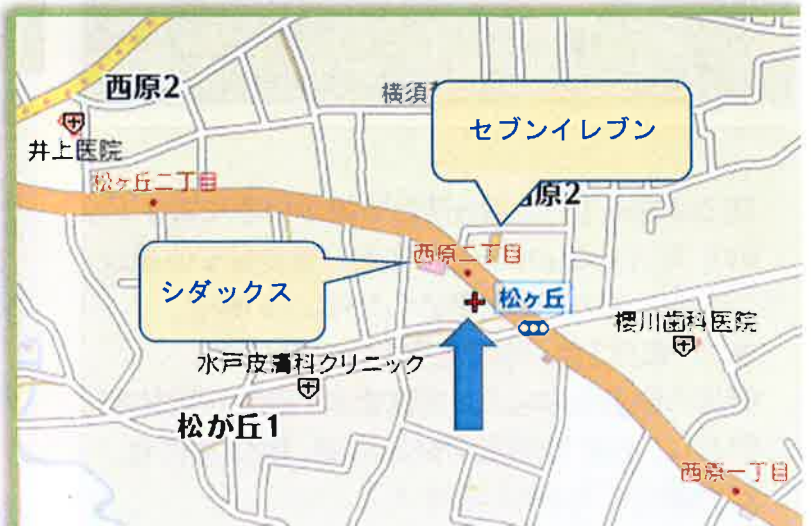 西原2
横須
セブンイレブン
井上医院
松ヶ丘二丁目
原2
西原二丁目
シダックス
松ヶ丘
櫻川歯科医院
水戸皮膚科クリニック
松が丘1
西原一丁目